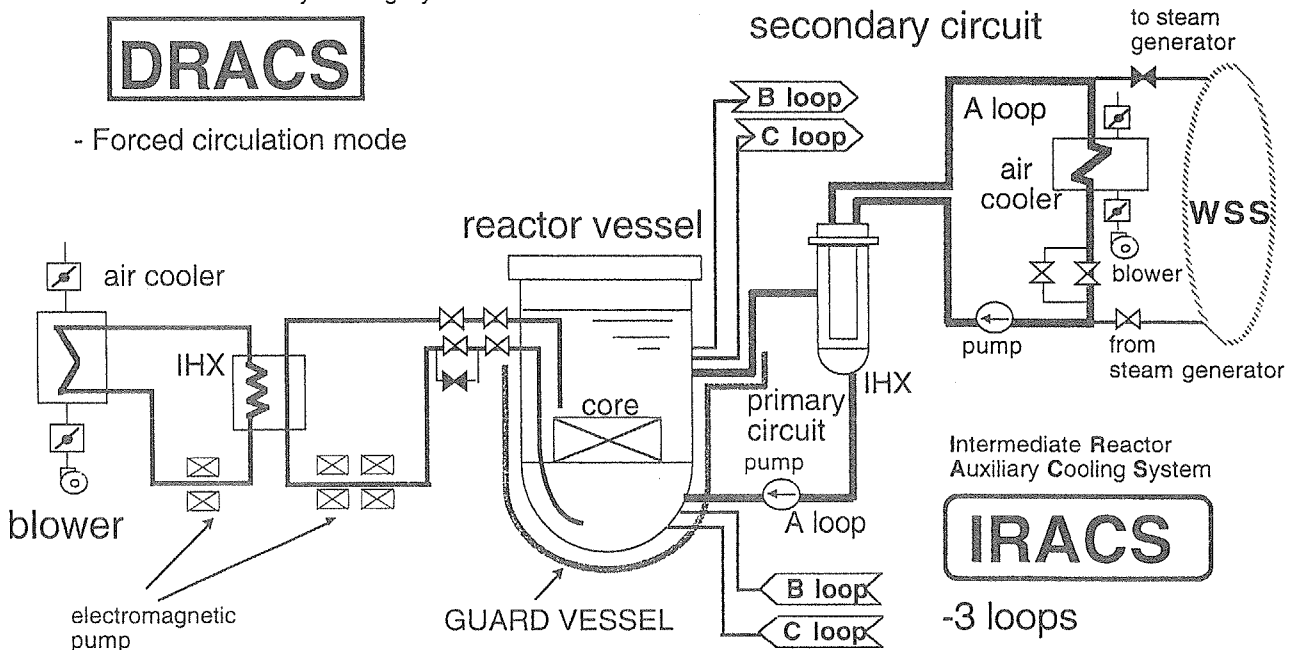 DRACS
- Forced circulation mode
secondary circuit
to steam
generator
B loop
C loop
A loop
air
cooler
WSS
blower
pump
from
steam generator
reactor vessel
air cooler
IHX
blower
electromagnetic
pump
core
GUARD VESSEL
primary
circuit
pump
IHX
A loop
B loop
C loop
Intermediate Reactor
Auxiliary Cooling System
IRACS
-3 loops